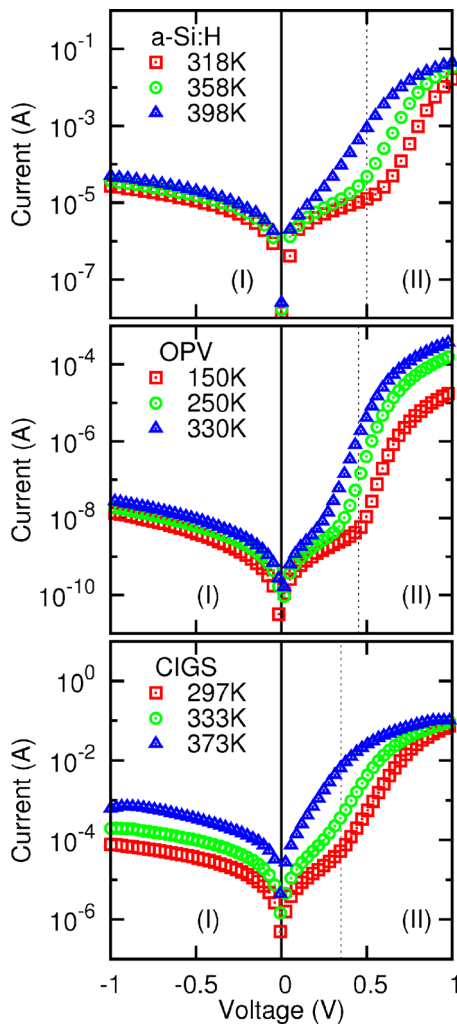 a-Si:H
318K
358K
398K
10^-1
10^-3
10^-5
10^-7
Current (A)
(I)
(II)
OPV
150K
250K
330K
10^-4
10^-6
10^-8
10^-10
Current (A)
(I)
(II)
CIGS
297K
333K
373K
10^0
10^-2
10^-4
10^-6
Current (A)
(I)
(II)
-1 -0.5 0 0.5 1
Voltage (V)